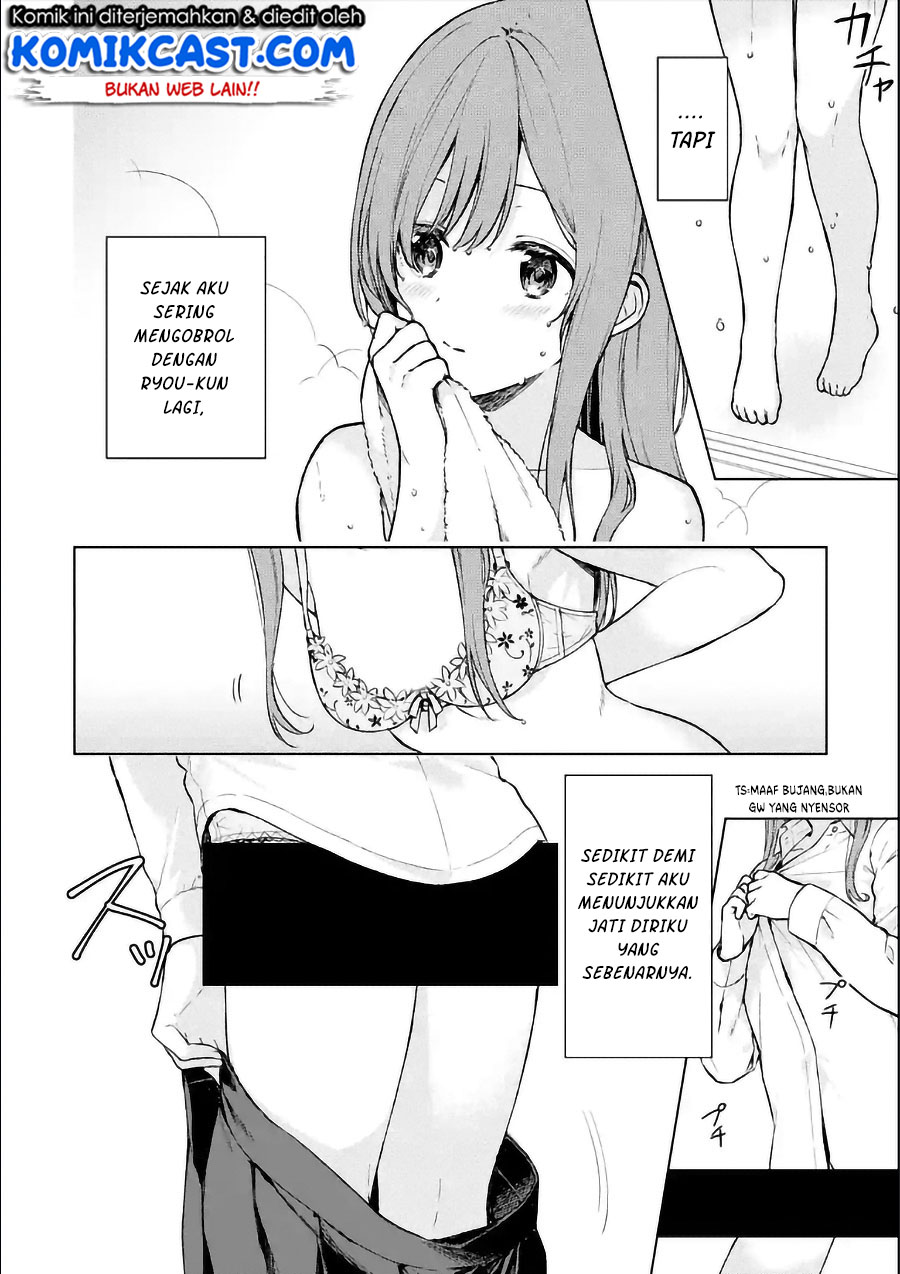 Komik ini diterjemahkan & diedit oleh
KOMIKCAST.COM
BUKAN WEB LAIN!!
ガチャ
....
TAPI
SEJAK AKU
SERING
MENGOBROL
DENGAN
RYOU-KUN
LAGI,
TS:MAAF BUJANG,BUKAN
GW YANG NYENSOR
SEDIKIT DEMI
SEDIKIT AKU
MENUNJUKKAN
JATI DIRIKU
YANG
SEBENARNYA.
プチ
プチ
ズッ